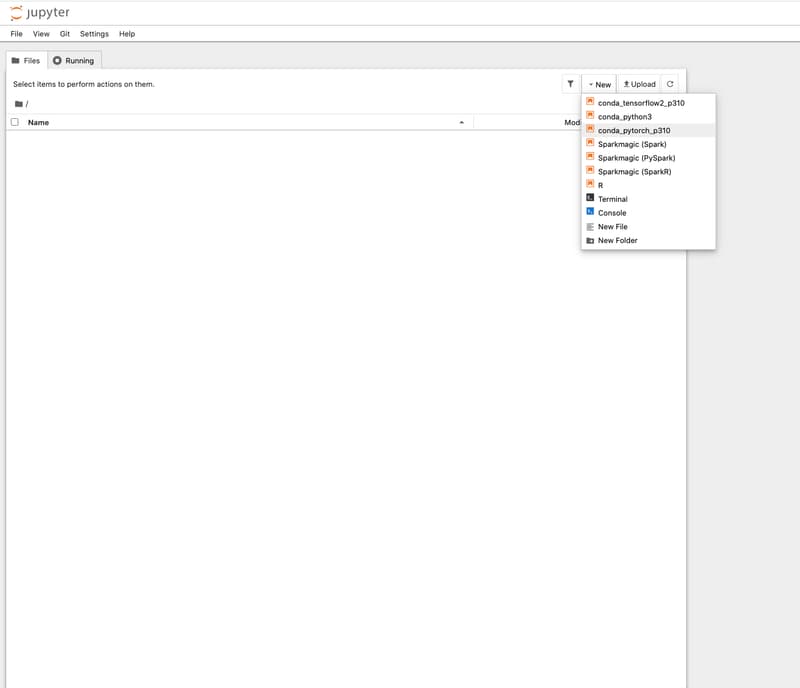 jupyter
File View Git Settings Help
Files Running
Select items to perform actions on them.
New Upload
/
Name Mod
conda_tensorflow2_p310
conda_python3
conda_pytorch_p310
Sparkmagic (Spark)
Sparkmagic (PySpark)
Sparkmagic (SparkR)
R
Terminal
Console
New File
New Folder